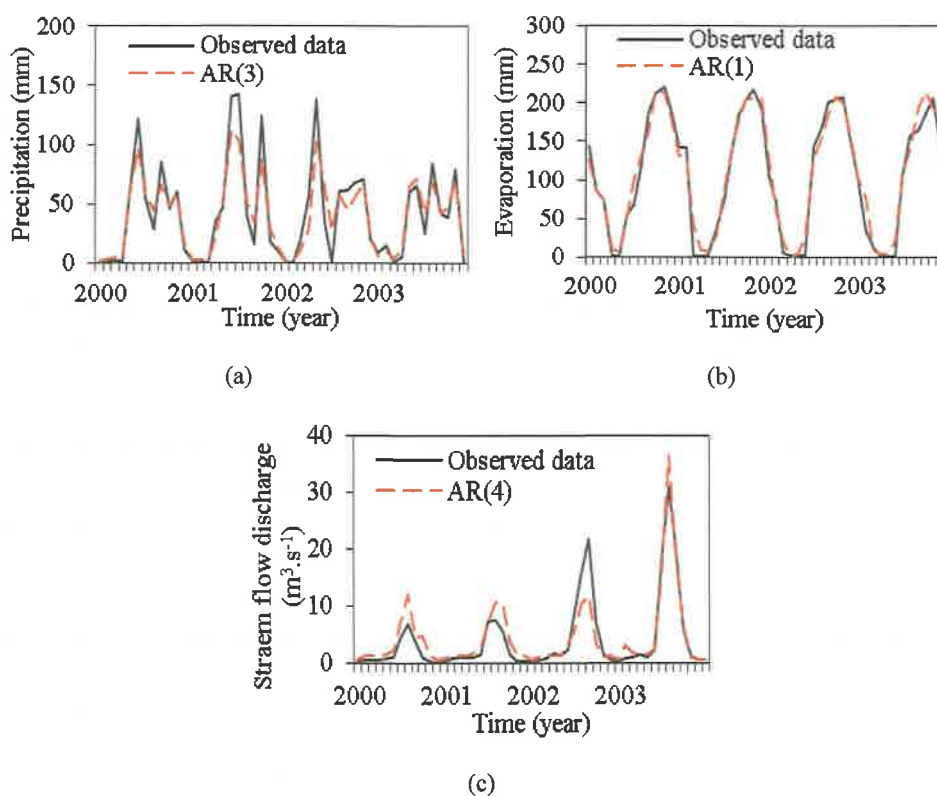 200
150
100
50
0
Precipitation (mm)
Observed data
AR(3)
2000 2001 2002 2003
Time (year)
(a)
300
250
200
150
100
50
0
Evaporation (mm)
Observed data
AR(1)
2000 2001 2002 2003
Time (year)
(b)
40
30
20
10
0
Straem flow discharge
(m³.s⁻¹)
Observed data
AR(4)
2000 2001 2002 2003
Time (year)
(c)